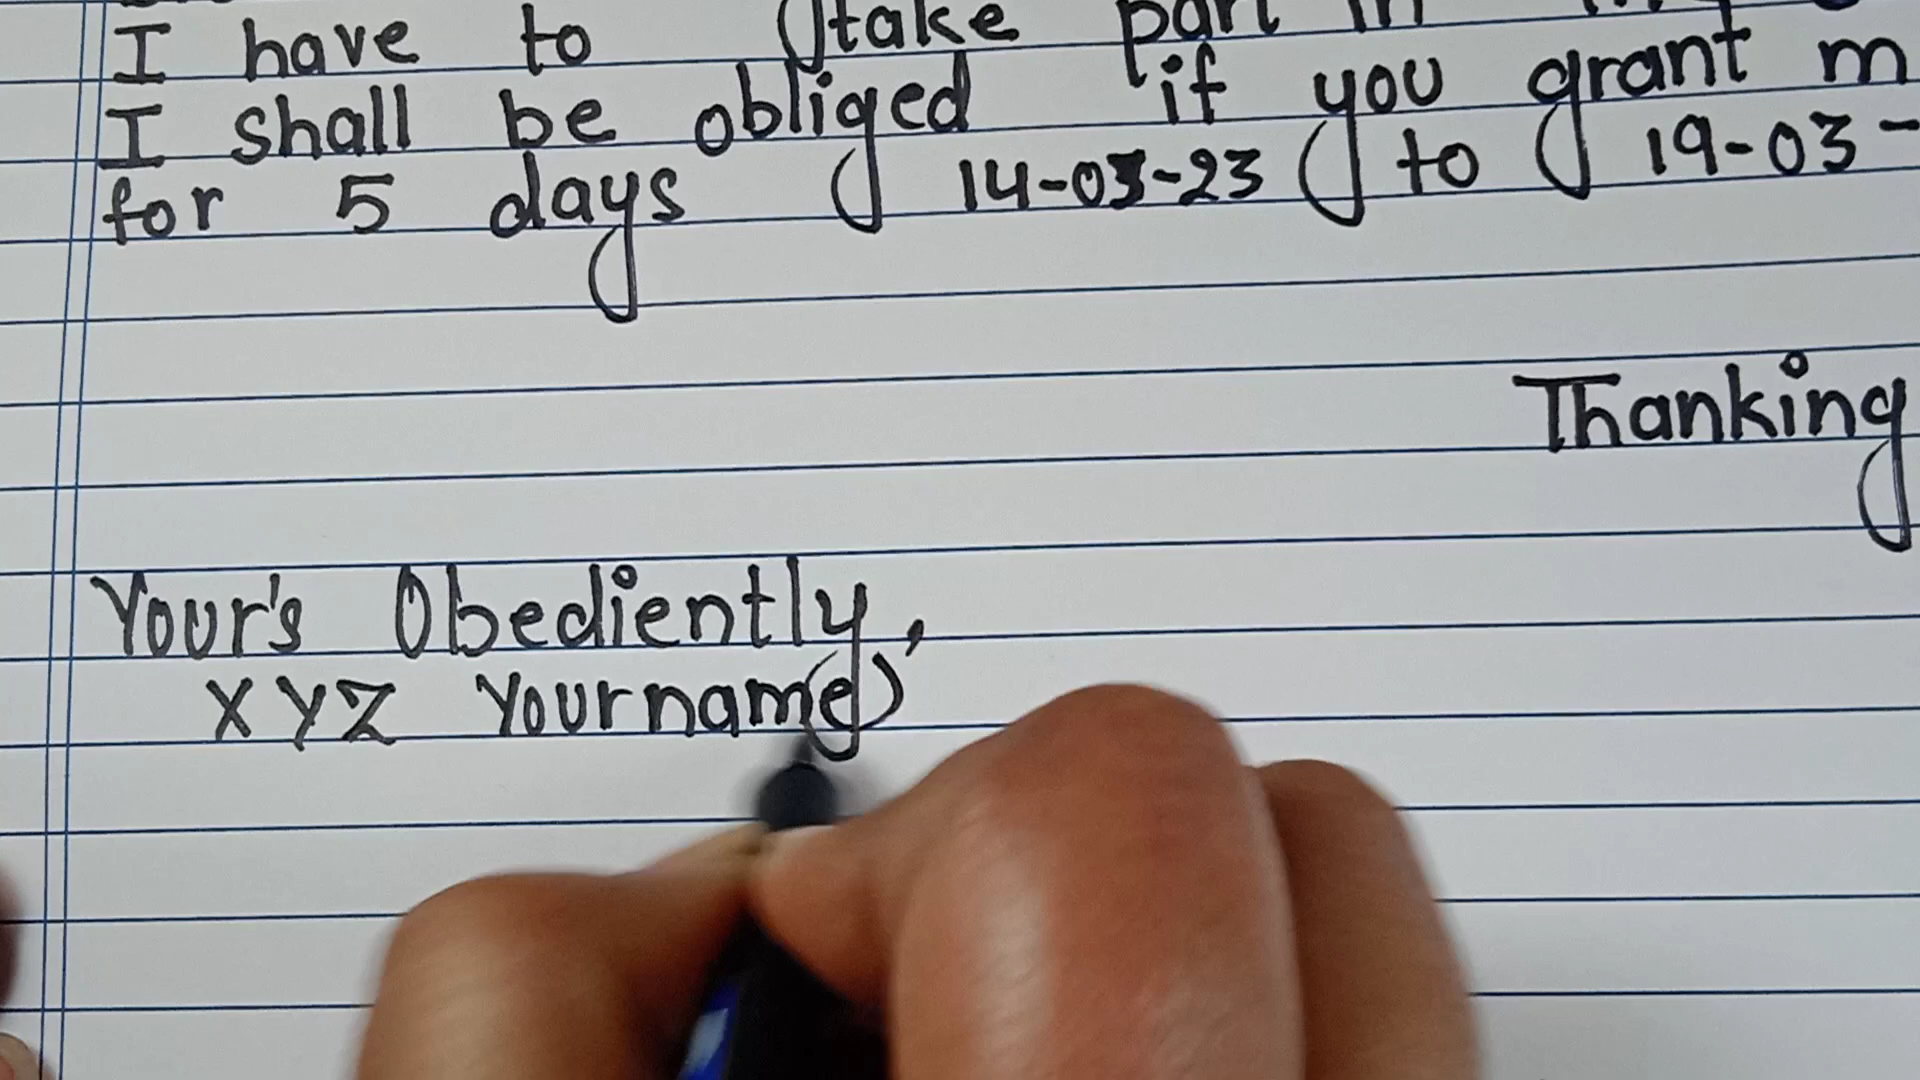 I have to take part in
I shall be obliged if you grant m
for 5 days 14-03-23 to 19-03-
Thanking
Your's Obediently,
XYZ Yourname